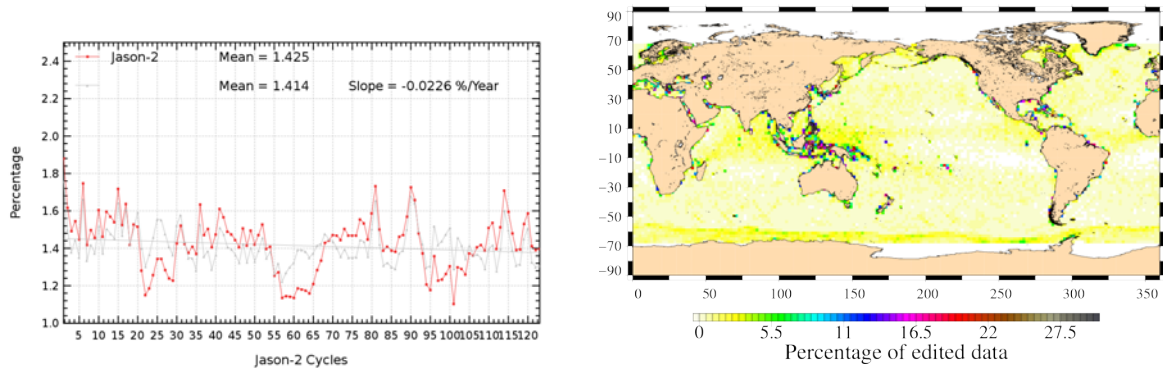 Jason-2 Mean = 1.425
Mean = 1.414 Slope = -0.0226 %/Year
Percentage
2.4
2.2
2.0
1.8
1.6
1.4
1.2
1.0
5 10 15 20 25 30 35 40 45 50 55 60 65 70 75 80 85 90 95 100 105 110 115 120
Jason-2 Cycles
90
70
50
30
10
−10
−30
−50
−70
−90
0 50 100 150 200 250 300 350
0 5.5 11 16.5 22 27.5
Percentage of edited data